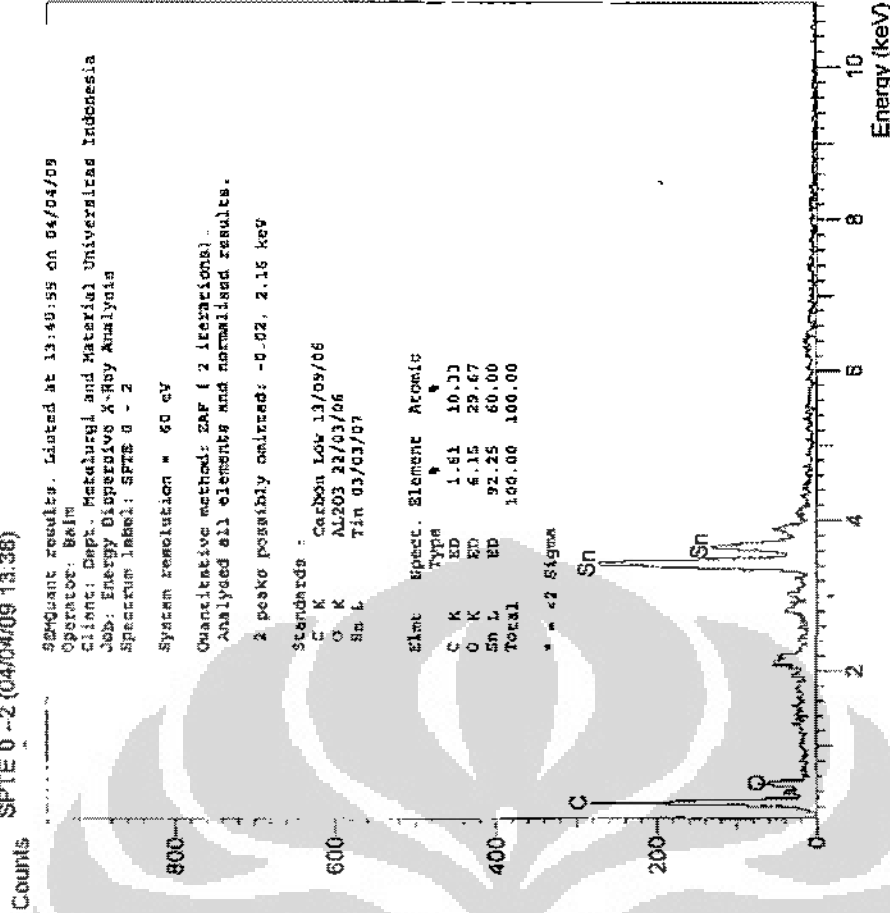 Counts SPTE 0 -2 (04/04/09 13:38)
SEMQuant results. Listed at 13:40:55 on 04/04/09
Operator: Baim
Client: Dept. Metalurgi and Material Universitas Indonesia
Job: Energy Dispersive X-Ray Analysis
Spectrum label: SPTE 0 - 2
System resolution = 60 eV
Quantitative method: ZAF ( 2 iterations).
Analysed all elements and normalised results.
2 peaks possibly omitted: -0.02, 2.16 keV
Standards :
C K Carbon Low 13/09/06
O K AL2O3 22/03/06
Sn L Tin 03/03/07
Elmt Spect. Element Atomic
Type % %
C K ED 1.61 10.33
O K ED 6.15 29.67
Sn L ED 92.25 60.00
Total 100.00 100.00
* = <2 Sigma
800
600
400
200
0
C
O
Sn
Sn
2
4
6
8
10
Energy (keV)